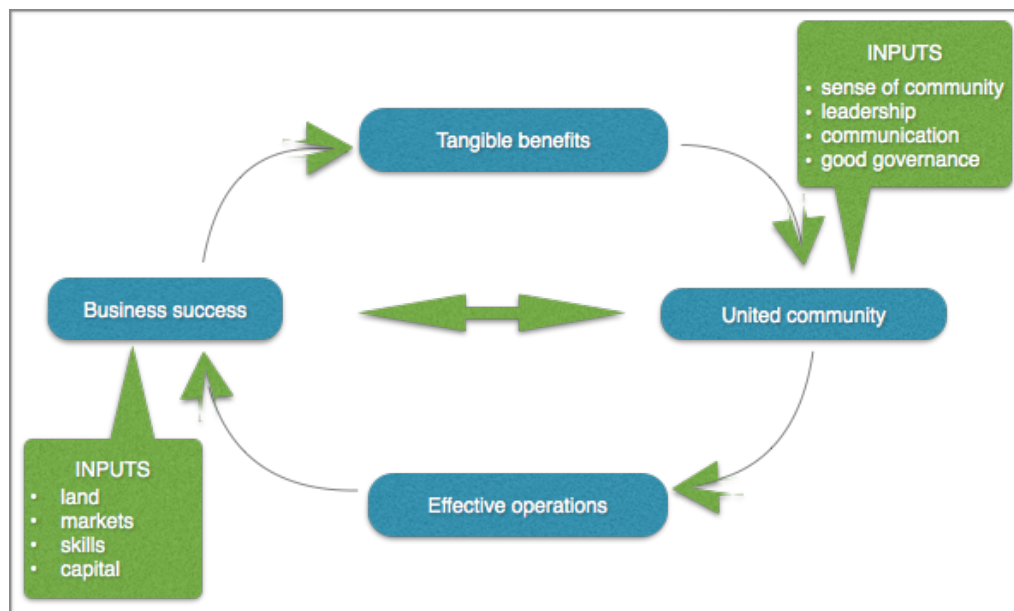 INPUTS
• sense of community
• leadership
• communication
• good governance
Tangible benefits
Business success
United community
INPUTS
• land
• markets
• skills
• capital
Effective operations